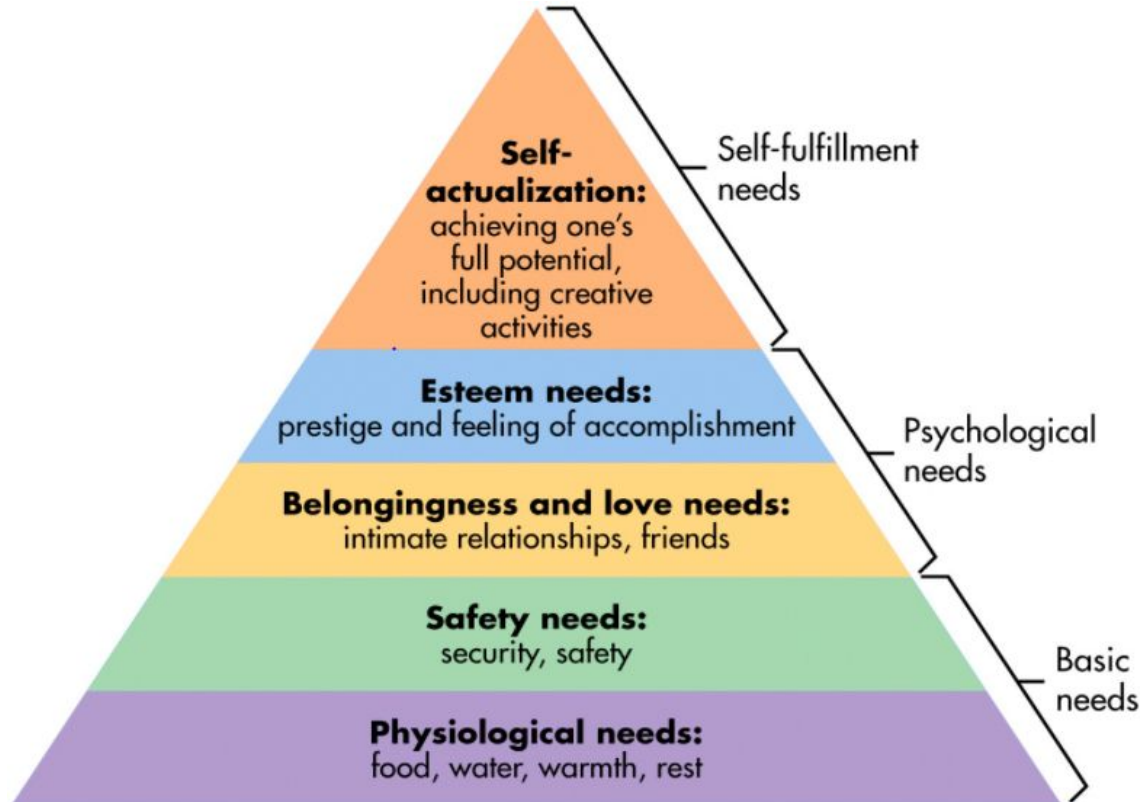 Self-
actualization:
achieving one's
full potential,
including creative
activities
Self-fulfillment
needs
Esteem needs:
prestige and feeling of accomplishment
Belongingness and love needs:
intimate relationships, friends
Psychological
needs
Safety needs:
security, safety
Physiological needs:
food, water, warmth, rest
Basic
needs